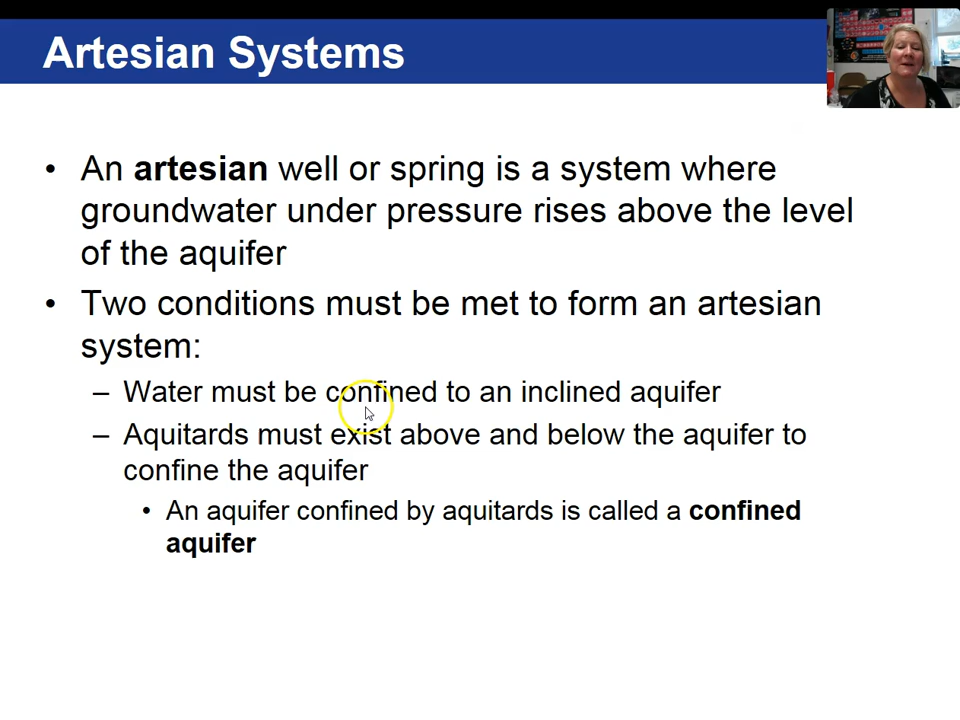 Artesian Systems
• An artesian well or spring is a system where
groundwater under pressure rises above the level
of the aquifer
• Two conditions must be met to form an artesian
system:
– Water must be confined to an inclined aquifer
– Aquitards must exist above and below the aquifer to
confine the aquifer
• An aquifer confined by aquitards is called a confined
aquifer